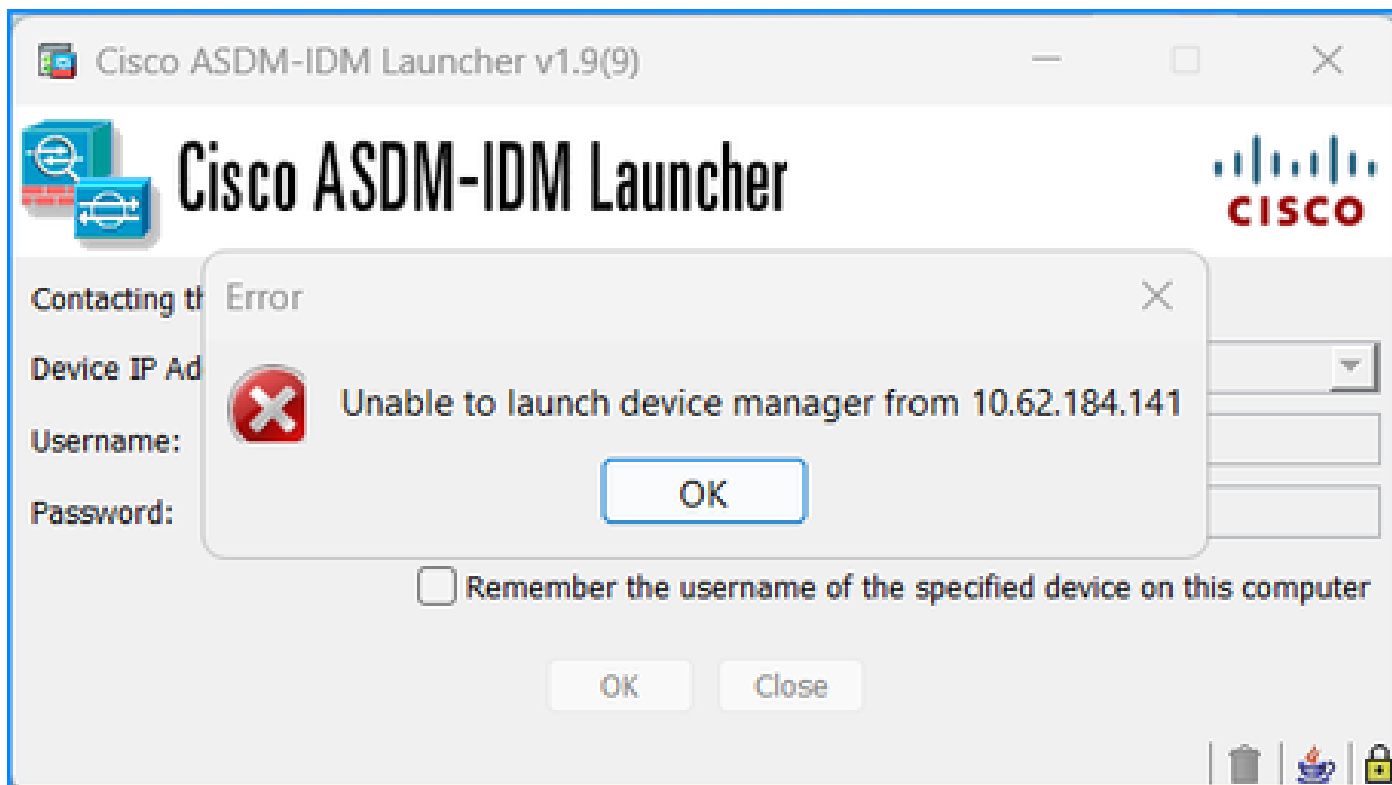 Cisco ASDM-IDM Launcher v1.9(9)
Cisco ASDM-IDM Launcher
CISCO
Contacting th
Error
Device IP Ad
Unable to launch device manager from 10.62.184.141
Username:
OK
Password:
Remember the username of the specified device on this computer
OK Close